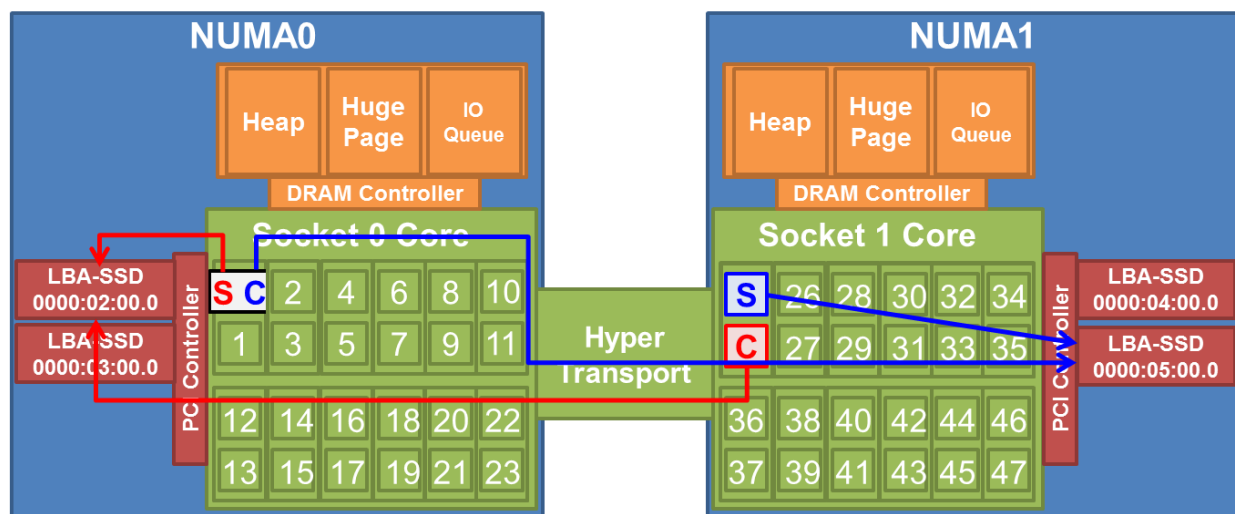 NUMA0
Heap
Huge
Page
IO
Queue
DRAM Controller
Socket 0 Core
LBA-SSD
0000:02:00.0
LBA-SSD
0000:03:00.0
PCI Controller
S C 2 4 6 8 10
1 3 5 7 9 11
12 14 16 18 20 22
13 15 17 19 21 23
Hyper
Transport
NUMA1
Heap
Huge
Page
IO
Queue
DRAM Controller
Socket 1 Core
S 26 28 30 32 34
C 27 29 31 33 35
36 38 40 42 44 46
37 39 41 43 45 47
PCI Controller
LBA-SSD
0000:04:00.0
LBA-SSD
0000:05:00.0